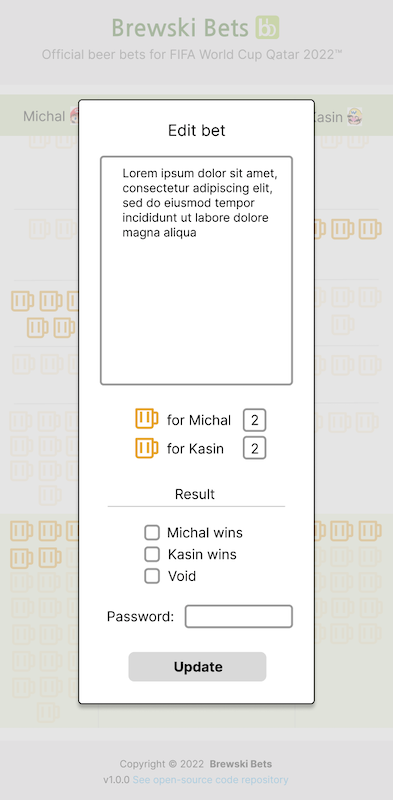 Brewski Bets bb
Official beer bets for FIFA World Cup Qatar 2022™
Michal
Kasin
Edit bet
Lorem ipsum dolor sit amet,
consectetur adipiscing elit,
sed do eiusmod tempor
incididunt ut labore dolore
magna aliqua
for Michal 2
for Kasin 2
Result
Michal wins
Kasin wins
Void
Password:
Update
Copyright © 2022 Brewski Bets
v1.0.0 See open-source code repository